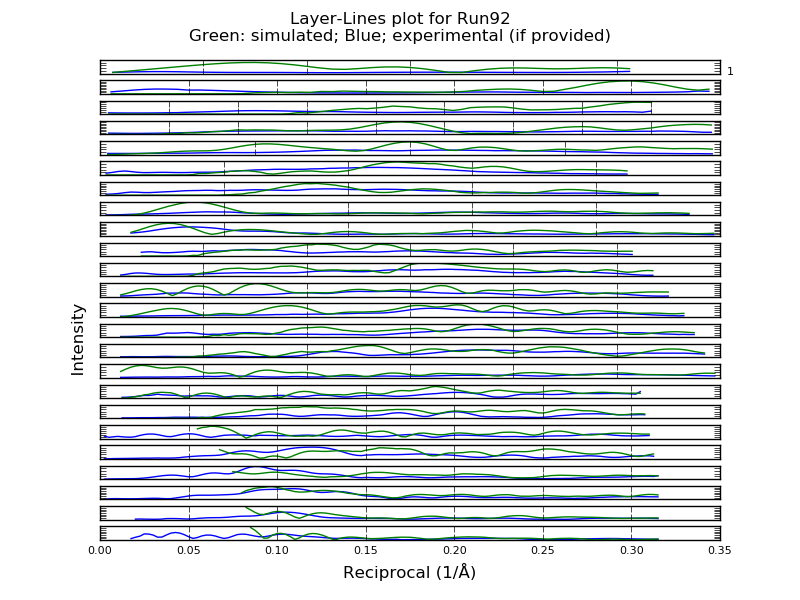 Layer-Lines plot for Run92
Green: simulated; Blue; experimental (if provided)
1
Intensity
0.00 0.05 0.10 0.15 0.20 0.25 0.30 0.35
Reciprocal (1/Å)